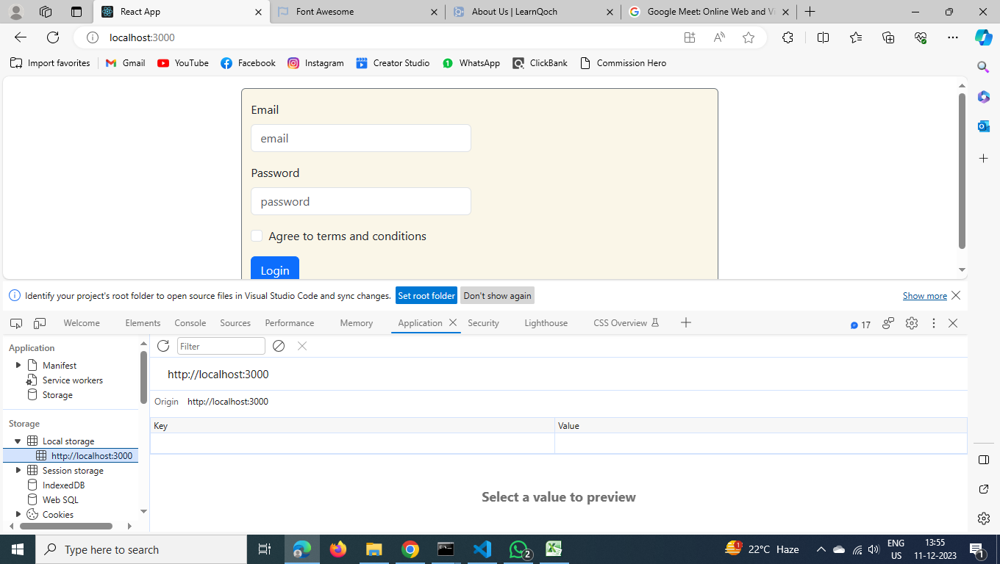 React App
Font Awesome
About Us | LearnQoch
Google Meet: Online Web and Vi
localhost:3000
Import favorites
Gmail
YouTube
Facebook
Instagram
Creator Studio
WhatsApp
ClickBank
Commission Hero
Email
email
Password
password
Agree to terms and conditions
Login
Identify your project's root folder to open source files in Visual Studio Code and sync changes.
Set root folder
Don't show again
Show more
Welcome
Elements
Console
Sources
Performance
Memory
Application
Security
Lighthouse
CSS Overview
17
Application
Filter
Manifest
Service workers
Storage
http://localhost:3000
Origin http://localhost:3000
Storage
Key
Value
Local storage
http://localhost:3000
Session storage
IndexedDB
Web SQL
Cookies
Select a value to preview
Type here to search
2
1
22°C Haze
ENG
US
13:55
11-12-2023
1